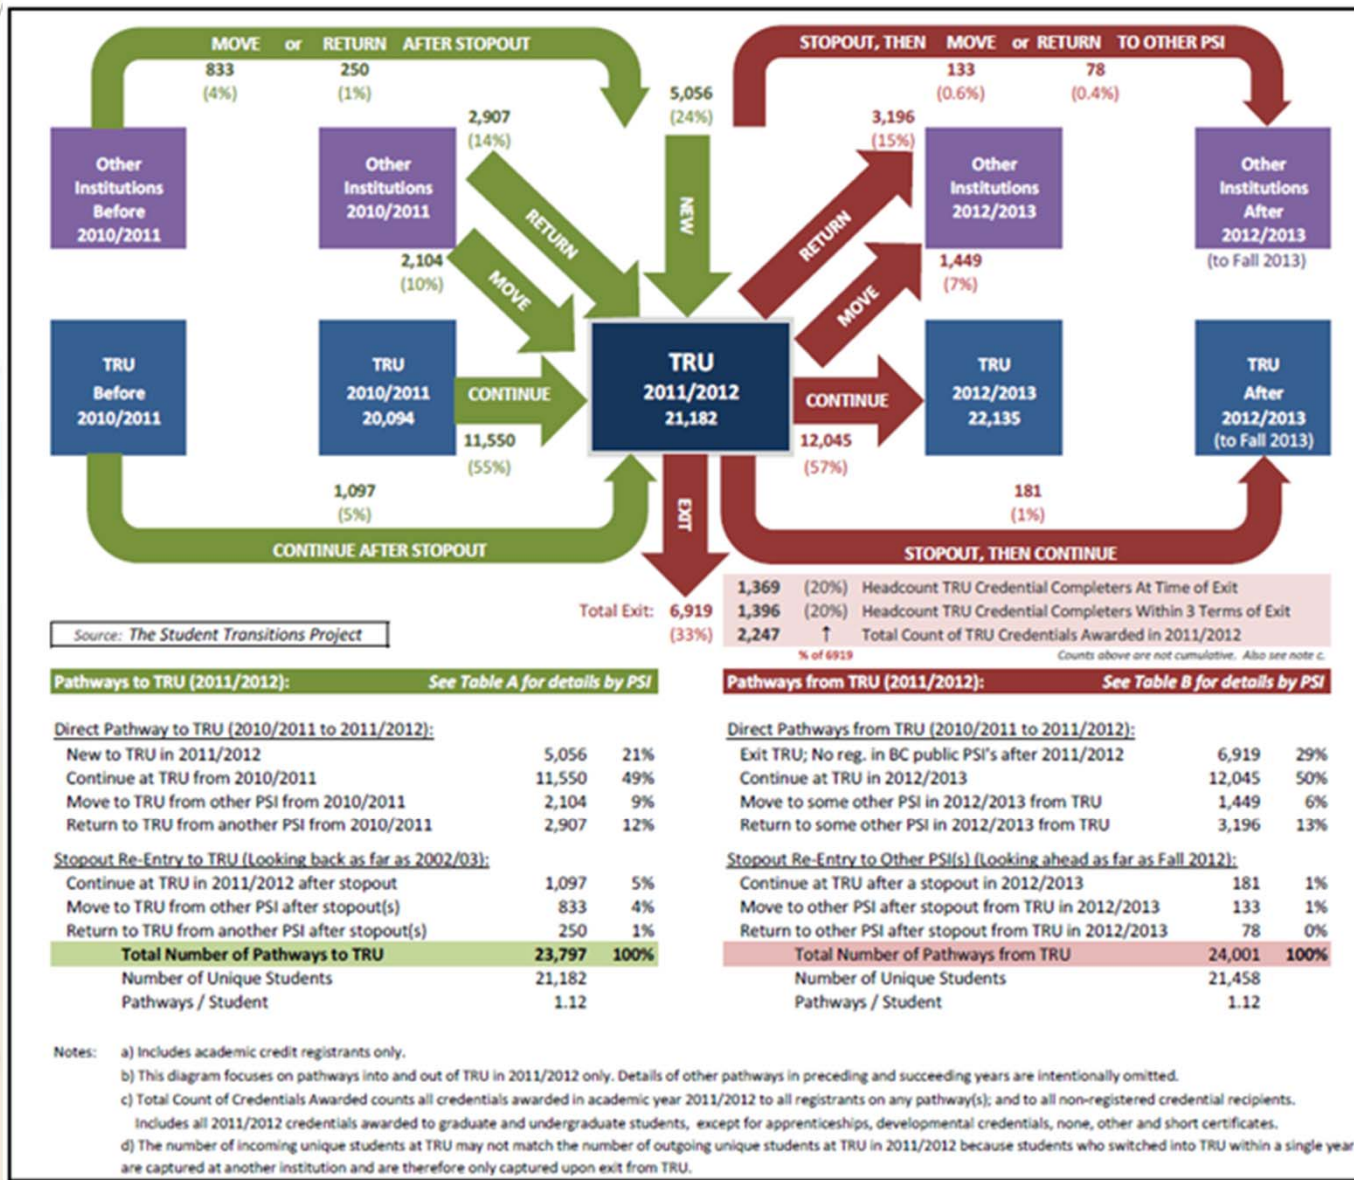 MOVE or RETURN AFTER STOPOUT
833 250
(4%) (1%)
5,056
(24%)
2,907
(14%)
STOPOUT, THEN MOVE or RETURN TO OTHER PSI
133 78
(0.6%) (0.4%)
3,196
(15%)
Other
Institutions
Before
2010/2011
Other
Institutions
2010/2011
RETURN
NEW
RETURN
Other
Institutions
2012/2013
Other
Institutions
After
2012/2013
(to Fall 2013)
2,104
(10%)
MOVE
MOVE
1,449
(7%)
TRU
Before
2010/2011
TRU
2010/2011
20,094
CONTINUE
11,550
(55%)
TRU
2011/2012
21,182
CONTINUE
12,045
(57%)
TRU
2012/2013
22,135
TRU
After
2012/2013
(to Fall 2013)
1,097
(5%)
CONTINUE AFTER STOPOUT
EXIT
181
(1%)
STOPOUT, THEN CONTINUE
Total Exit: 6,919
(33%)
1,369 (20%) Headcount TRU Credential Completers At Time of Exit
1,396 (20%) Headcount TRU Credential Completers Within 3 Terms of Exit
2,247 ↑ Total Count of TRU Credentials Awarded in 2011/2012
% of 6919 Counts above are not cumulative. Also see note c.
Source: The Student Transitions Project
Pathways to TRU (2011/2012): See Table A for details by PSI
Direct Pathway to TRU (2010/2011 to 2011/2012):
New to TRU in 2011/2012 5,056 21%
Continue at TRU from 2010/2011 11,550 49%
Move to TRU from other PSI from 2010/2011 2,104 9%
Return to TRU from another PSI from 2010/2011 2,907 12%
Stopout Re-Entry to TRU (Looking back as far as 2002/03):
Continue at TRU in 2011/2012 after stopout 1,097 5%
Move to TRU from other PSI after stopout(s) 833 4%
Return to TRU from another PSI after stopout(s) 250 1%
Total Number of Pathways to TRU 23,797 100%
Number of Unique Students 21,182
Pathways / Student 1.12
Pathways from TRU (2011/2012): See Table B for details by PSI
Direct Pathways from TRU (2010/2011 to 2011/2012):
Exit TRU; No reg. in BC public PSI's after 2011/2012 6,919 29%
Continue at TRU in 2012/2013 12,045 50%
Move to some other PSI in 2012/2013 from TRU 1,449 6%
Return to some other PSI in 2012/2013 from TRU 3,196 13%
Stopout Re-Entry to Other PSI(s) (Looking ahead as far as Fall 2012):
Continue at TRU after a stopout in 2012/2013 181 1%
Move to other PSI after stopout from TRU in 2012/2013 133 1%
Return to other PSI after stopout from TRU in 2012/2013 78 0%
Total Number of Pathways from TRU 24,001 100%
Number of Unique Students 21,458
Pathways / Student 1.12
Notes: a) Includes academic credit registrants only.
b) This diagram focuses on pathways into and out of TRU in 2011/2012 only. Details of other pathways in preceding and succeeding years are intentionally omitted.
c) Total Count of Credentials Awarded counts all credentials awarded in academic year 2011/2012 to all registrants on any pathway(s); and to all non-registered credential recipients.
Includes all 2011/2012 credentials awarded to graduate and undergraduate students, except for apprenticeships, developmental credentials, none, other and short certificates.
d) The number of incoming unique students at TRU may not match the number of outgoing unique students at TRU in 2011/2012 because students who switched into TRU within a single year
are captured at another institution and are therefore only captured upon exit from TRU.